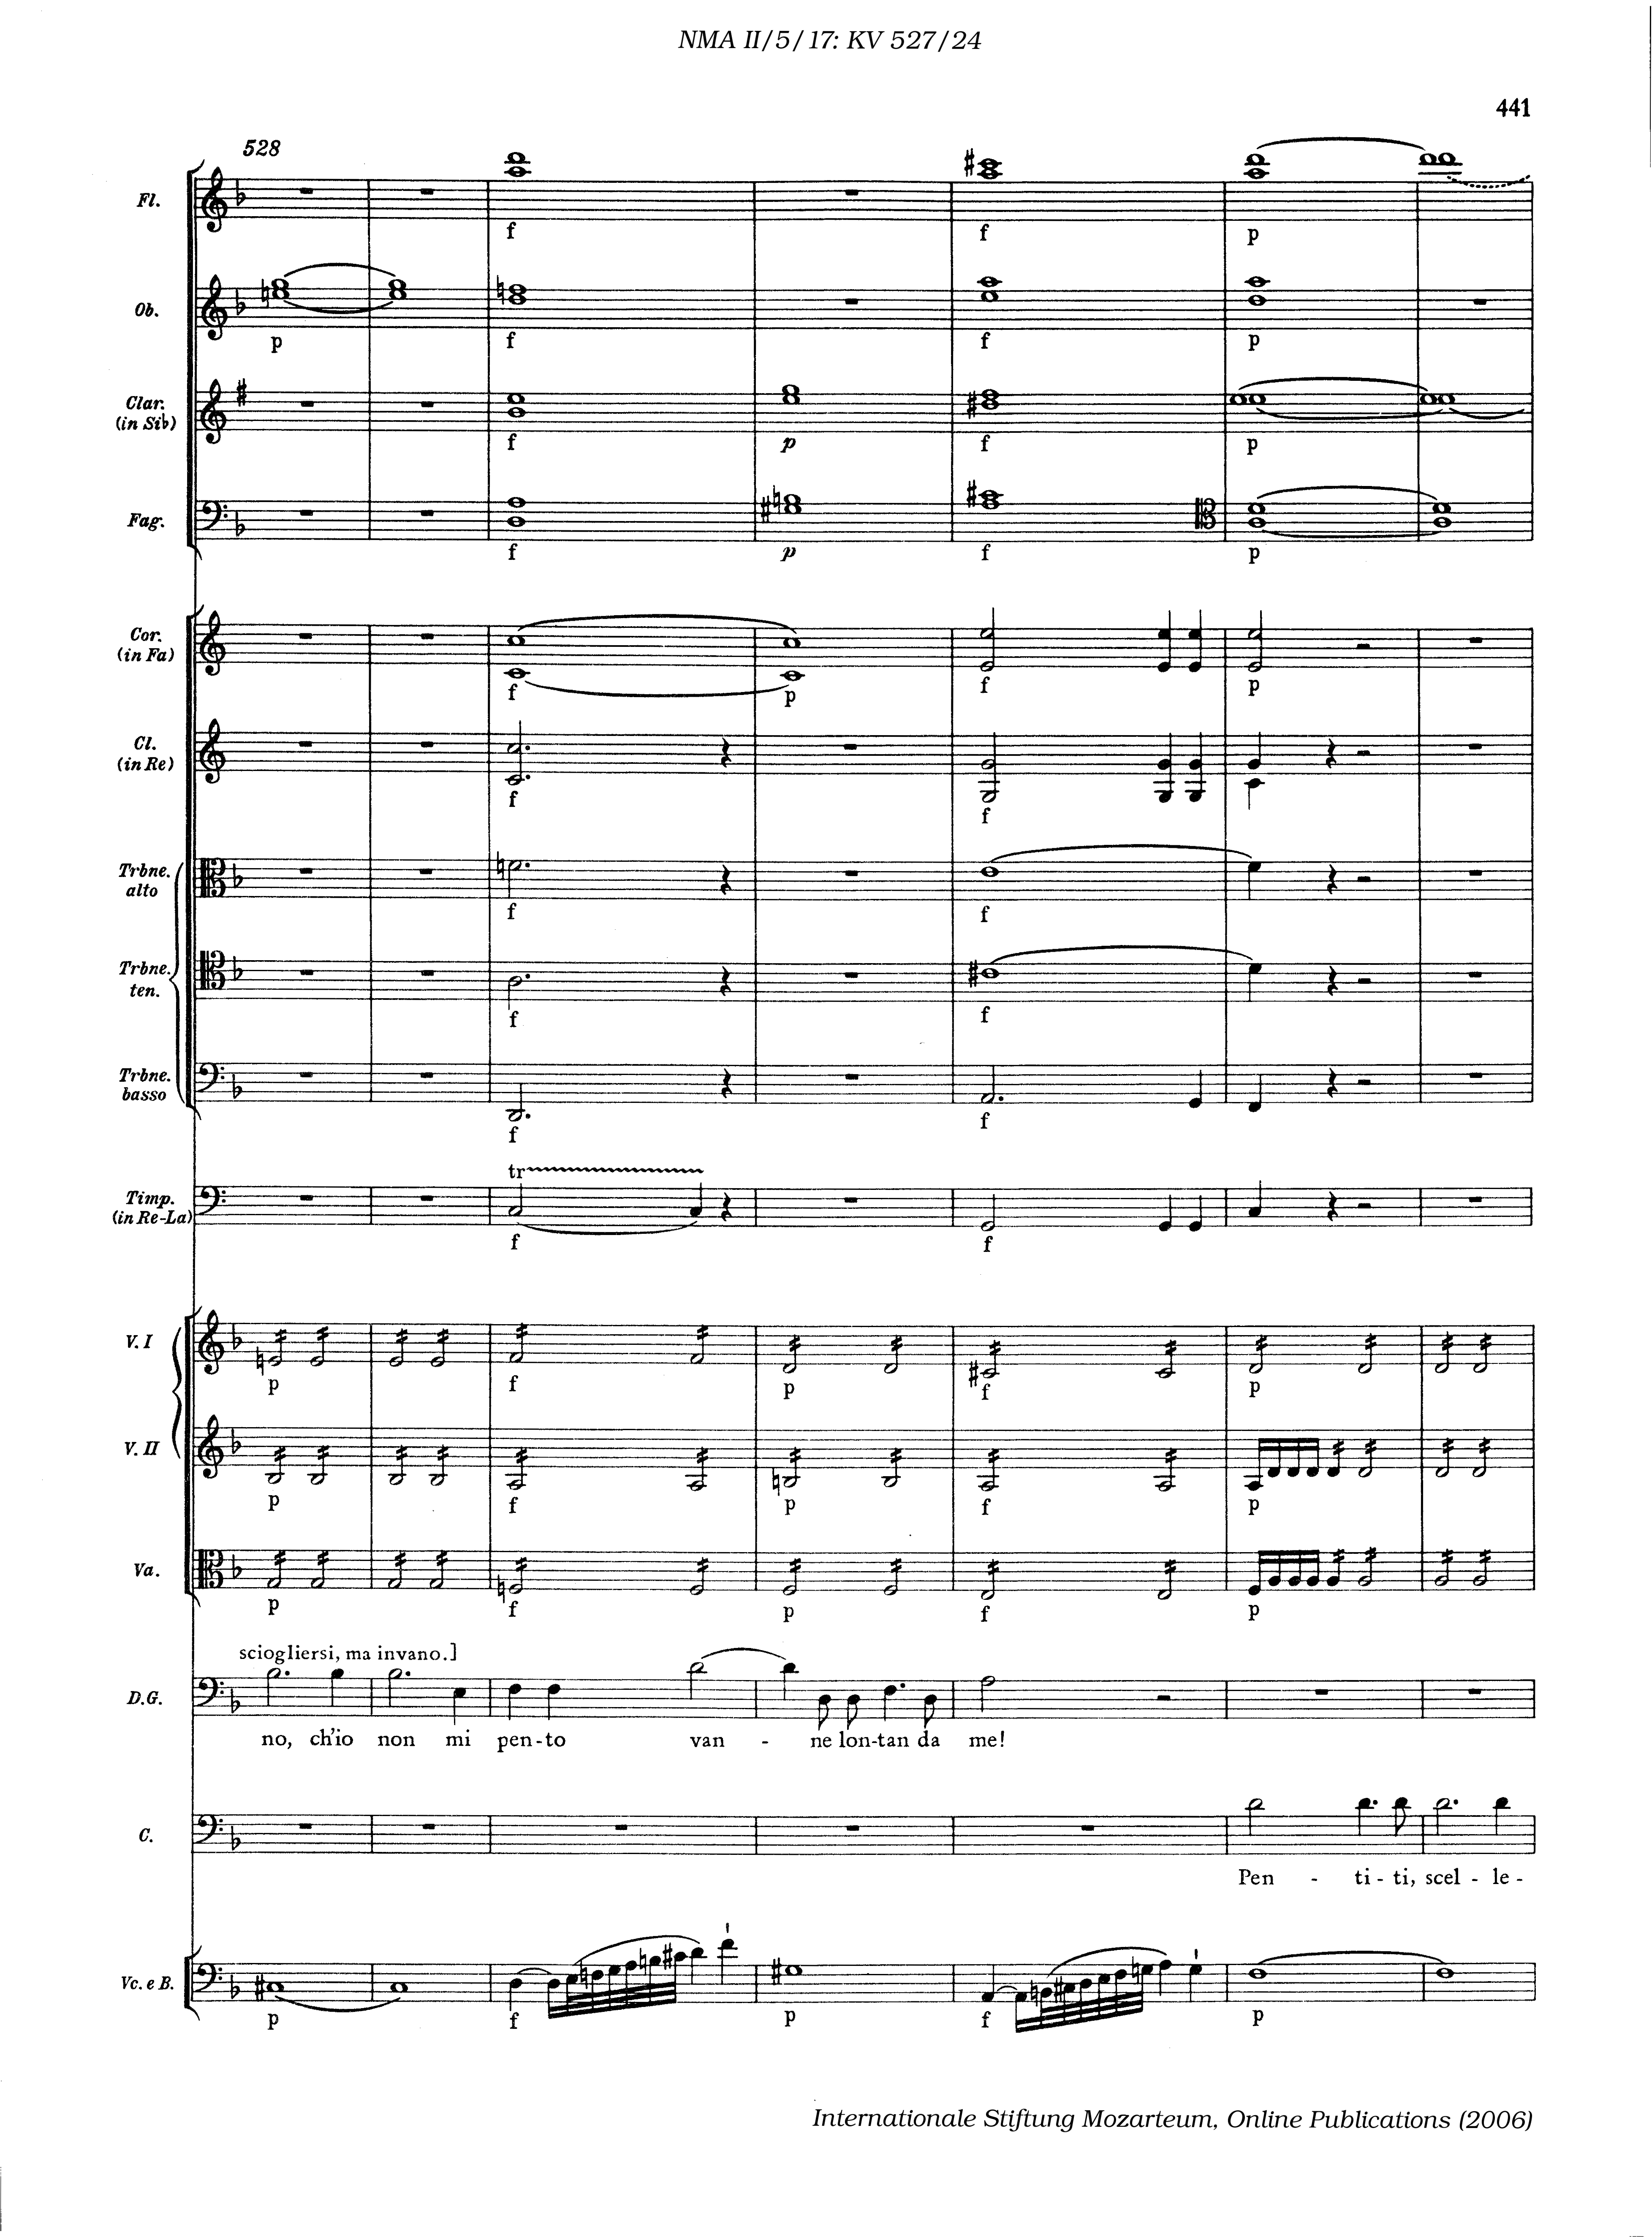 NMA II/5/17: KV 527/24
441
528
Fl.
f f p
Ob.
p f f p
Clar.
(in Sib)
f p f p
Fag.
f p f p
Cor.
(in Fa)
f p f p
Cl.
(in Re)
f f
Trbne.
alto
f f
Trbne.
ten.
f f
Trbne.
basso
f f
tr
Timp.
(in Re-La)
f f
V. I
p f p f p
V. II
p f p f p
Va.
p f p f p
sciogliersi, ma invano.]
D.G.
no, ch'io non mi pen-to van - ne lon-tan da me!
C.
Pen - ti - ti, scel - le -
Vc. e B.
p f p f p
Internationale Stiftung Mozarteum, Online Publications (2006)